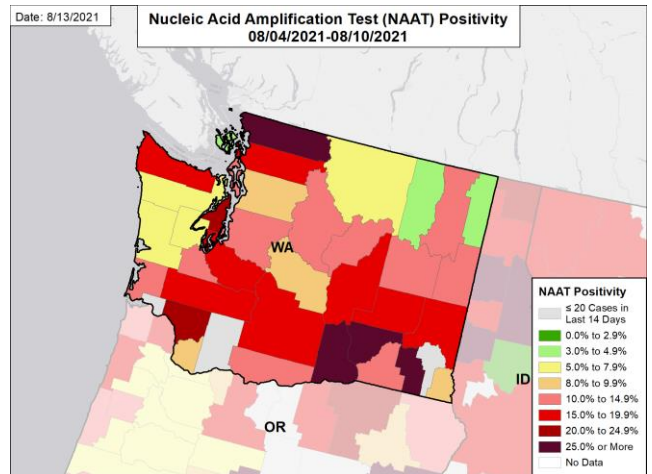 Date: 8/13/2021
Nucleic Acid Amplification Test (NAAT) Positivity
08/04/2021-08/10/2021
WA
ID
OR
NAAT Positivity
≤ 20 Cases in
Last 14 Days
0.0% to 2.9%
3.0% to 4.9%
5.0% to 7.9%
8.0% to 9.9%
10.0% to 14.9%
15.0% to 19.9%
20.0% to 24.9%
25.0% or More
No Data